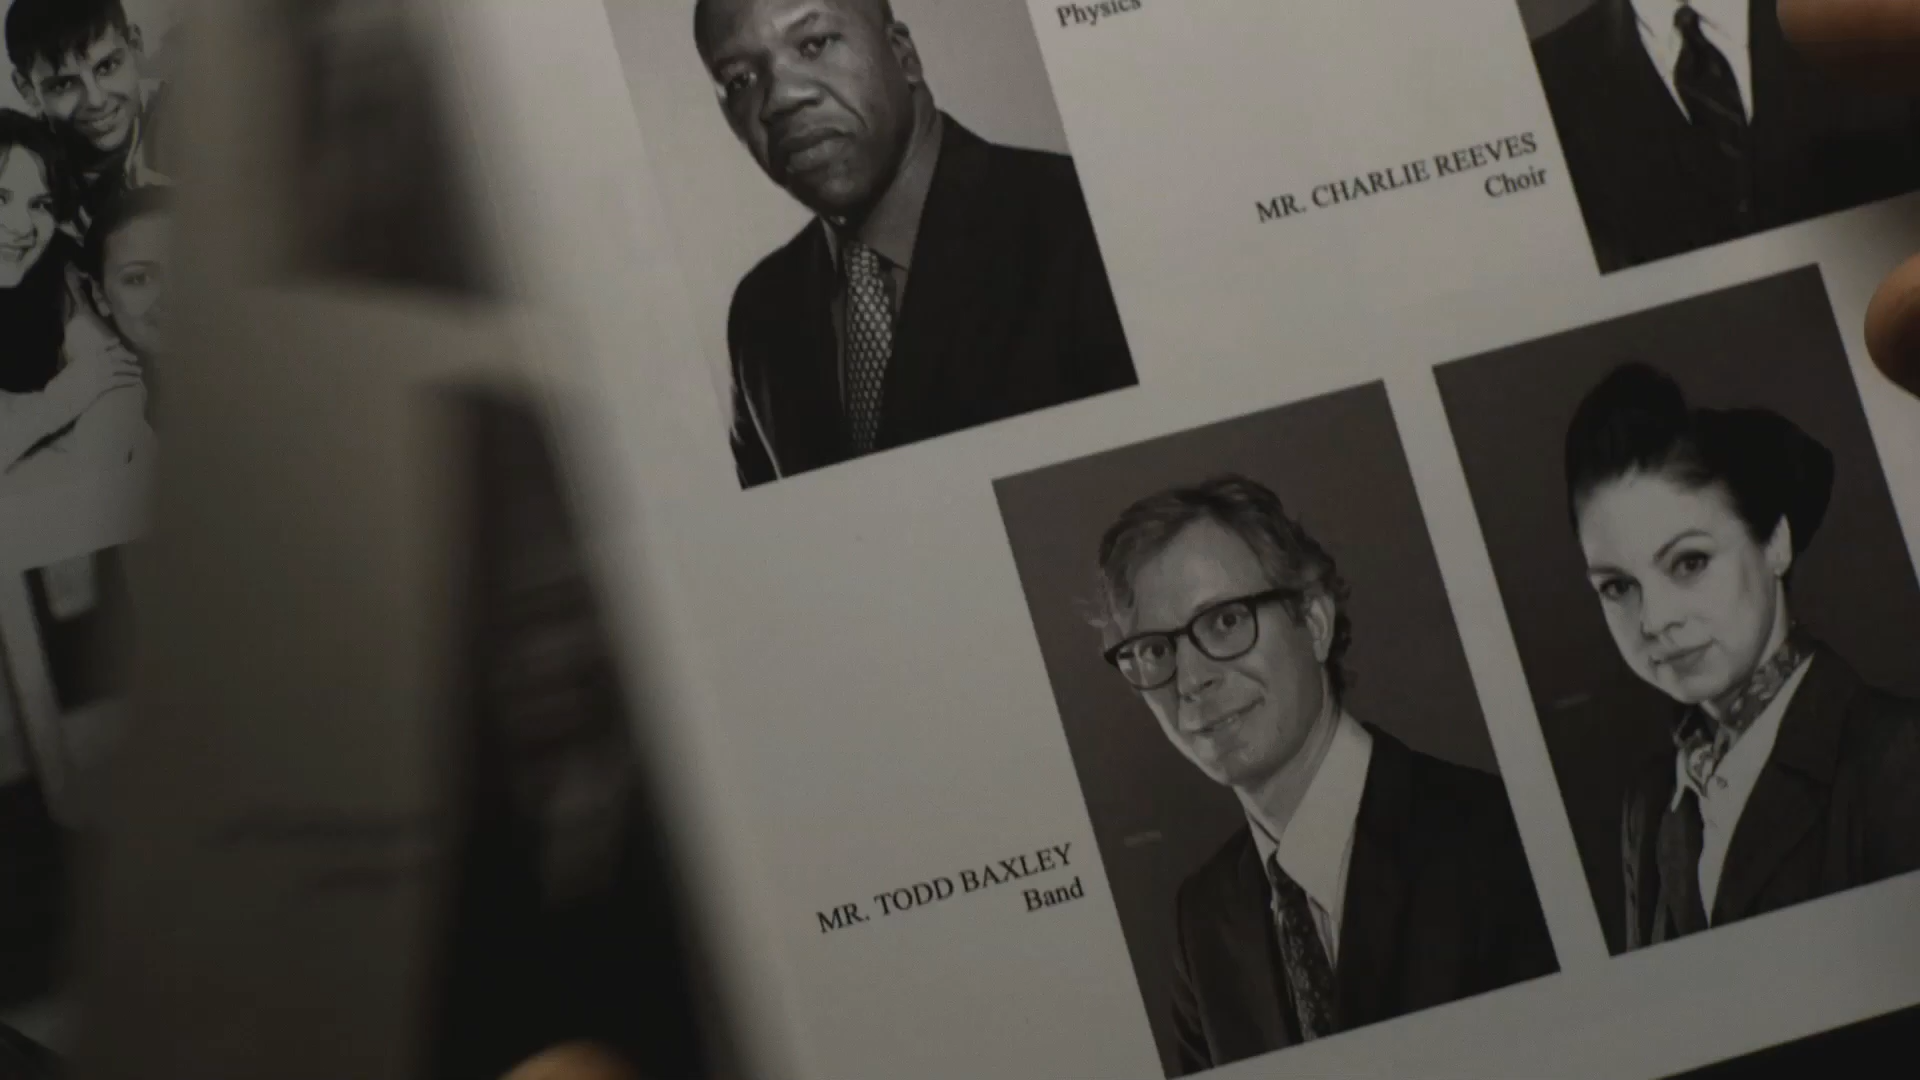 Physics
MR. CHARLIE REEVES
Choir
MR. TODD BAXLEY
Band